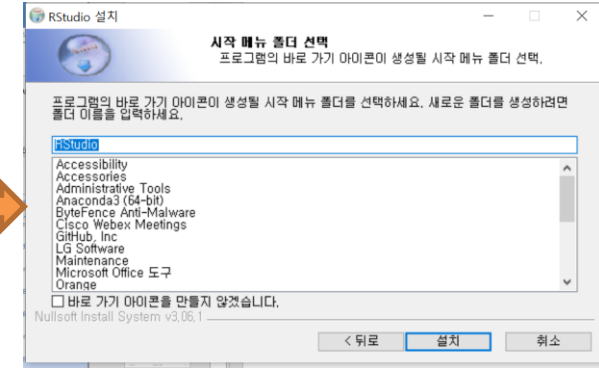 RStudio 설치
시작 메뉴 폴더 선택
프로그램의 바로 가기 아이콘이 생성될 시작 메뉴 폴더 선택.
프로그램의 바로 가기 아이콘이 생성될 시작 메뉴 폴더를 선택하세요. 새로운 폴더를 생성하려면
폴더 이름을 입력하세요.
RStudio
Accessibility
Accessories
Administrative Tools
Anaconda3 (64-bit)
ByteFence Anti-Malware
Cisco Webex Meetings
GitHub, Inc
LG Software
Maintenance
Microsoft Office 도구
Orange
바로 가기 아이콘을 만들지 않겠습니다.
Nullsoft Install System v3.06.1
< 뒤로
설치
취소